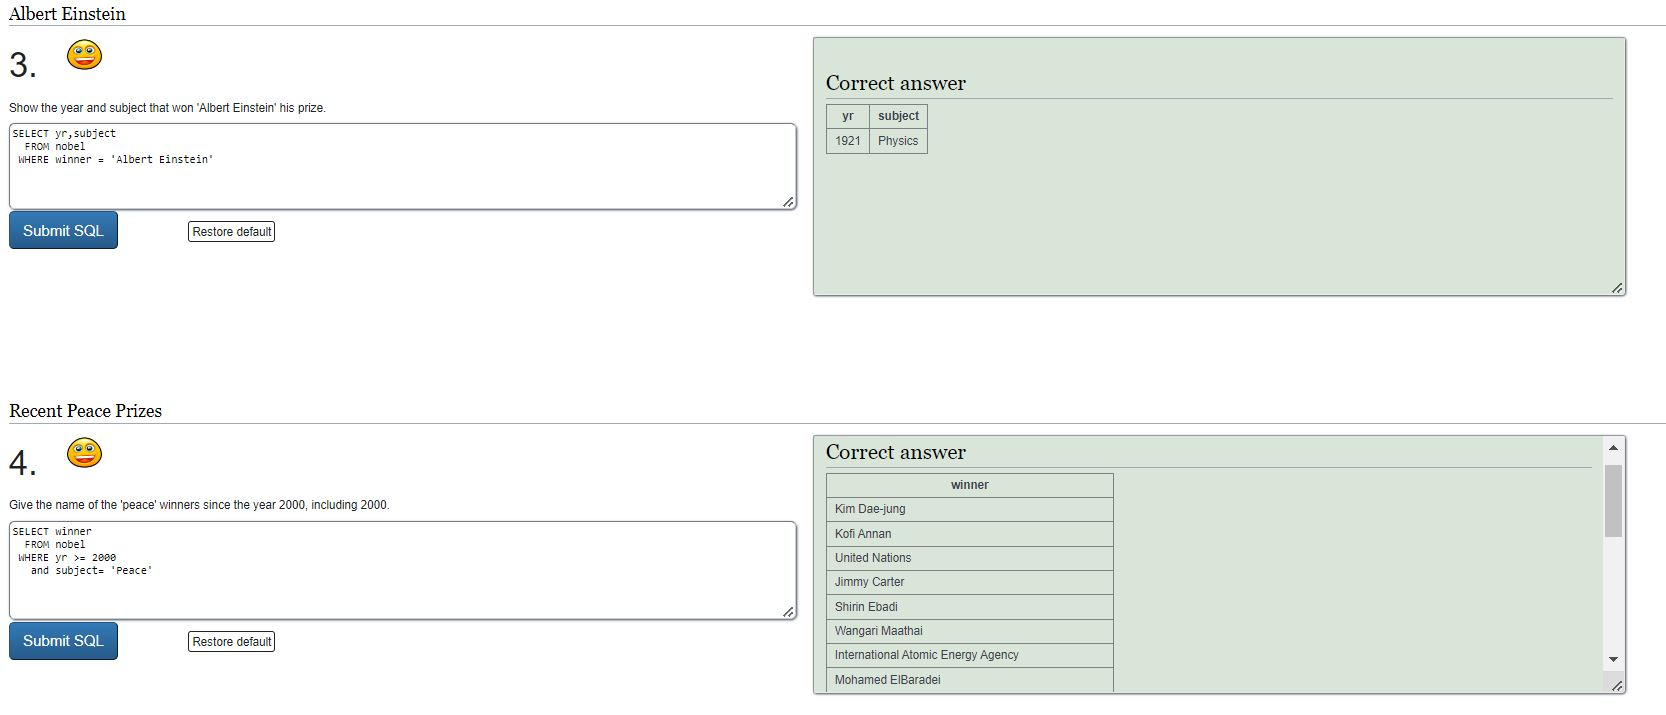 Albert Einstein
3.
Show the year and subject that won 'Albert Einstein' his prize.
SELECT yr,subject
FROM nobel
WHERE winner = 'Albert Einstein'
Submit SQL
Restore default
Correct answer
yr subject
1921 Physics
Recent Peace Prizes
4.
Give the name of the 'peace' winners since the year 2000, including 2000.
SELECT winner
FROM nobel
WHERE yr >= 2000
and subject= 'Peace'
Submit SQL
Restore default
Correct answer
winner
Kim Dae-jung
Kofi Annan
United Nations
Jimmy Carter
Shirin Ebadi
Wangari Maathai
International Atomic Energy Agency
Mohamed ElBaradei